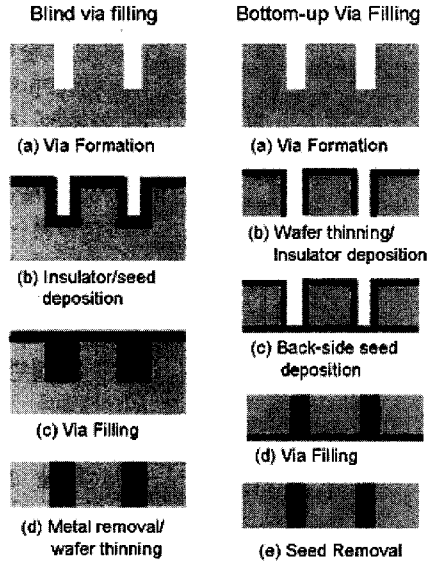 Blind via filling
(a) Via Formation
(b) Insulator/seed
deposition
(c) Via Filling
(d) Metal removal/
wafer thinning
Bottom-up Via Filling
(a) Via Formation
(b) Wafer thinning/
Insulator deposition
(c) Back-side seed
deposition
(d) Via Filling
(e) Seed Removal